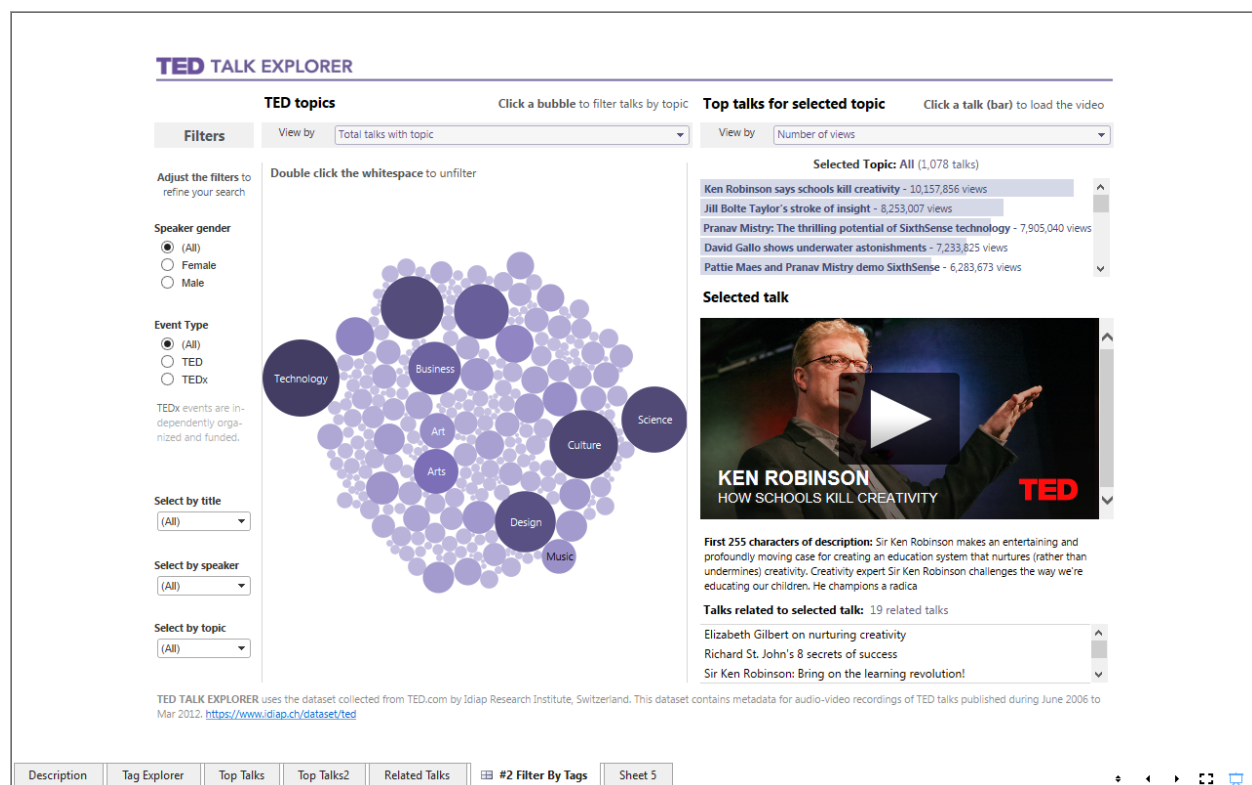 TED TALK EXPLORER
TED topics
Click a bubble to filter talks by topic
Top talks for selected topic
Click a talk (bar) to load the video
Filters
View by
Total talks with topic
View by
Number of views
Adjust the filters to
refine your search
Double click the whitespace to unfilter
Selected Topic: All (1,078 talks)
Ken Robinson says schools kill creativity - 10,157,856 views
Jill Bolte Taylor's stroke of insight - 8,253,007 views
Pranav Mistry: The thrilling potential of SixthSense technology - 7,905,040 views
David Gallo shows underwater astonishments - 7,233,825 views
Pattie Maes and Pranav Mistry demo SixthSense - 6,283,673 views
Speaker gender
(All)
Female
Male
Event Type
(All)
TED
TEDx
TEDx events are in-
dependently orga-
nized and funded.
Select by title
(All)
Select by speaker
(All)
Select by topic
(All)
Technology
Business
Art
Arts
Science
Culture
Design
Music
Selected talk
KEN ROBINSON
HOW SCHOOLS KILL CREATIVITY
TED
First 255 characters of description: Sir Ken Robinson makes an entertaining and
profoundly moving case for creating an education system that nurtures (rather than
undermines) creativity. Creativity expert Sir Ken Robinson challenges the way we're
educating our children. He champions a radica
Talks related to selected talk: 19 related talks
Elizabeth Gilbert on nurturing creativity
Richard St. John's 8 secrets of success
Sir Ken Robinson: Bring on the learning revolution!
TED TALK EXPLORER uses the dataset collected from TED.com by Idiap Research Institute, Switzerland. This dataset contains metadata for audio-video recordings of TED talks published during June 2006 to
Mar 2012. https://www.idiap.ch/dataset/ted
Description
Tag Explorer
Top Talks
Top Talks2
Related Talks
#2 Filter By Tags
Sheet 5